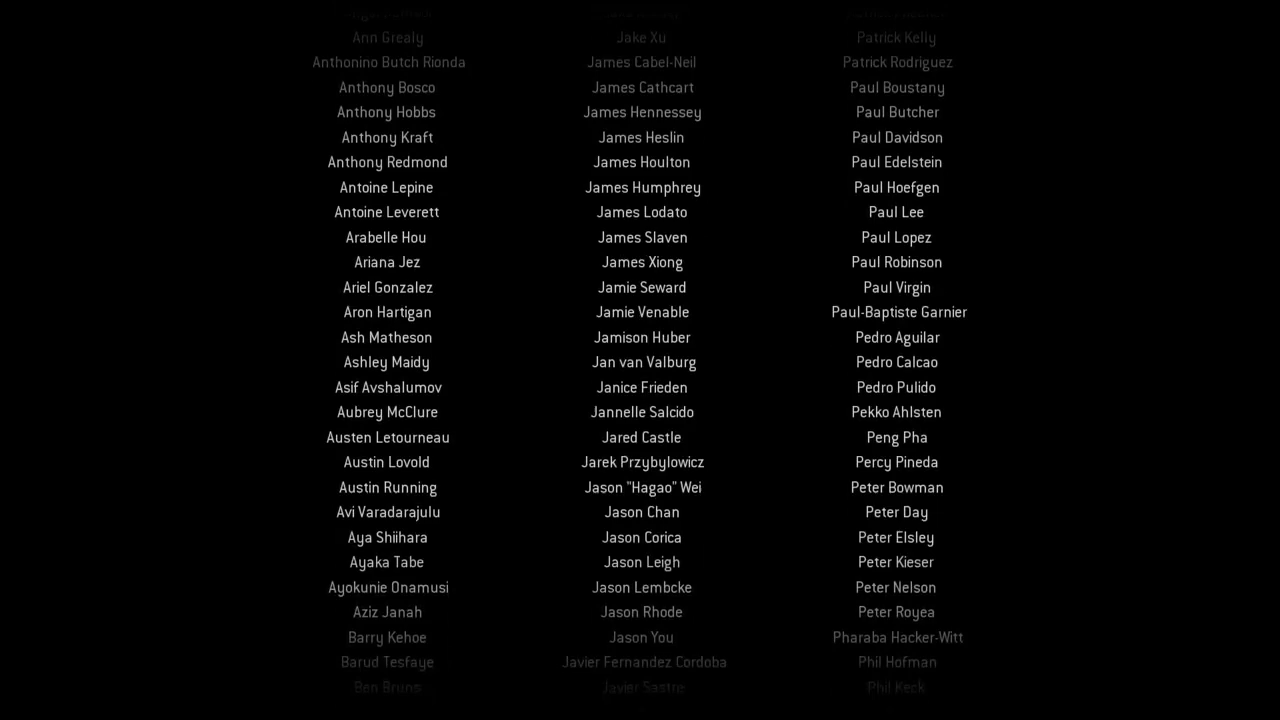 Ann Grealy
Anthonino Butch Rionda
Anthony Bosco
Anthony Hobbs
Anthony Kraft
Anthony Redmond
Antoine Lepine
Antoine Leverett
Arabelle Hou
Ariana Jez
Ariel Gonzalez
Aron Hartigan
Ash Matheson
Ashley Maidy
Asif Avshalumov
Aubrey McClure
Austen Letourneau
Austin Lovold
Austin Running
Avi Varadarajulu
Aya Shiihara
Ayaka Tabe
Ayokunie Onamusi
Aziz Janah
Barry Kehoe
Barud Tesfaye
Ben Bruns
Jake Xu
James Cabel-Neil
James Cathcart
James Hennessey
James Heslin
James Houlton
James Humphrey
James Lodato
James Slaven
James Xiong
Jamie Seward
Jamie Venable
Jamison Huber
Jan van Valburg
Janice Frieden
Jannelle Salcido
Jared Castle
Jarek Przybylowicz
Jason "Hagao" Wei
Jason Chan
Jason Corica
Jason Leigh
Jason Lembcke
Jason Rhode
Jason You
Javier Fernandez Cordoba
Javier Sastre
Patrick Kelly
Patrick Rodriguez
Paul Boustany
Paul Butcher
Paul Davidson
Paul Edelstein
Paul Hoefgen
Paul Lee
Paul Lopez
Paul Robinson
Paul Virgin
Paul-Baptiste Garnier
Pedro Aguilar
Pedro Calcao
Pedro Pulido
Pekko Ahlsten
Peng Pha
Percy Pineda
Peter Bowman
Peter Day
Peter Elsley
Peter Kieser
Peter Nelson
Peter Royea
Pharaba Hacker-Witt
Phil Hofman
Phil Keck